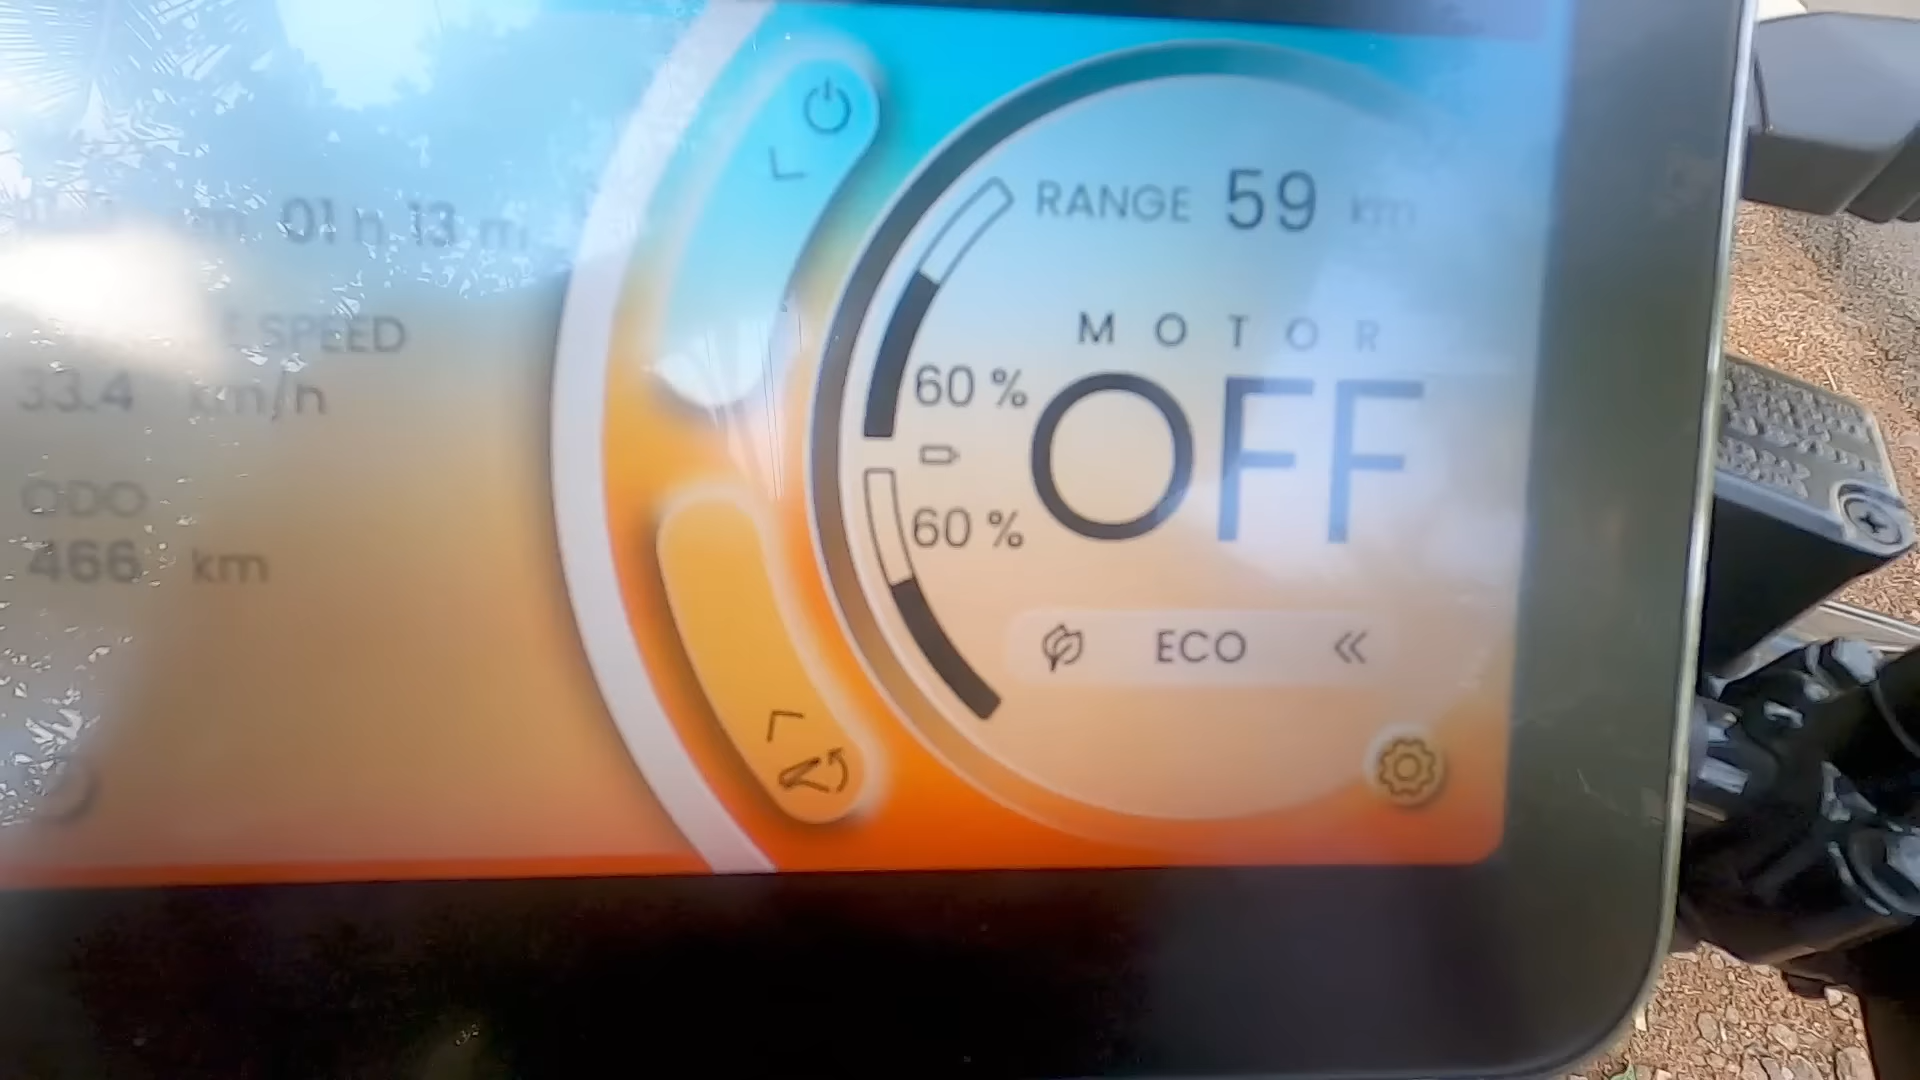 01 h 13 m
SPEED
33.4 km/h
ODO
466 km
RANGE 59 km
MOTOR
OFF
60 %
60 %
ECO